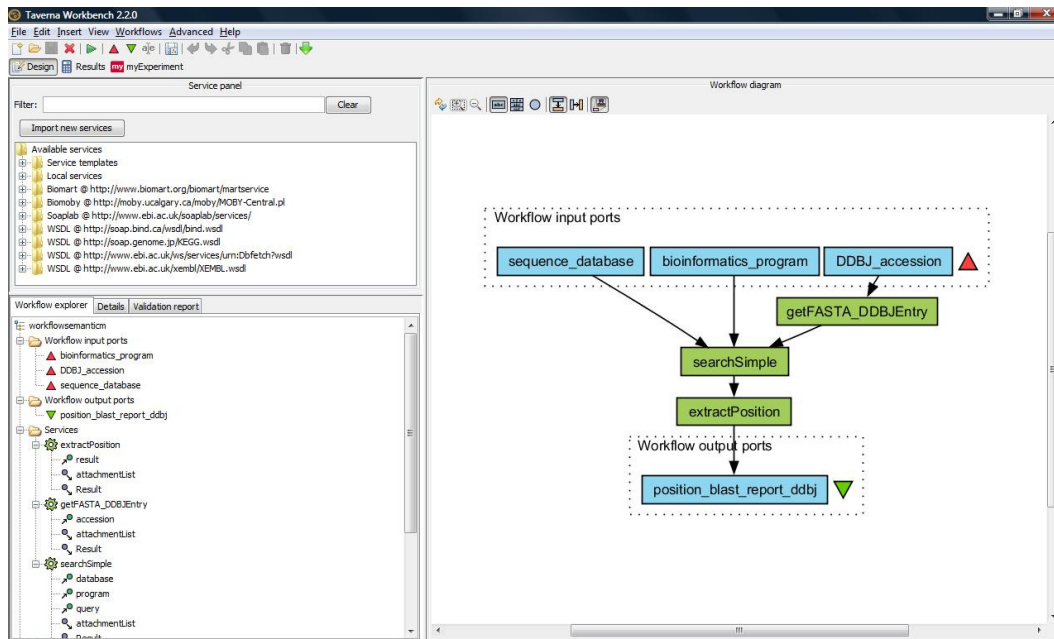 Taverna Workbench 2.2.0
File Edit Insert View Workflows Advanced Help
Design Results my myExperiment
Service panel
Filter: Clear
Import new services
Available services
Service templates
Local services
Biomart @ http://www.biomart.org/biomart/martservice
Biomoby @ http://moby.ucalgary.ca/moby/MOBY-Central.pl
Soaplab @ http://www.ebi.ac.uk/soaplab/services/
WSDL @ http://soap.bind.ca/wsdl/bind.wsdl
WSDL @ http://soap.genome.jp/KEGG.wsdl
WSDL @ http://www.ebi.ac.uk/ws/services/urn:Dbfetch?wsdl
WSDL @ http://www.ebi.ac.uk/xembl/XEMBL.wsdl
Workflow explorer Details Validation report
workflowsemanticm
Workflow input ports
bioinformatics_program
DDBJ_accession
sequence_database
Workflow output ports
position_blast_report_ddbj
Services
extractPosition
result
attachmentList
Result
getFASTA_DDBJEntry
accession
attachmentList
Result
searchSimple
database
program
query
attachmentList
Result
Workflow diagram
Workflow input ports
sequence_database bioinformatics_program DDBJ_accession
getFASTA_DDBJEntry
searchSimple
extractPosition
Workflow output ports
position_blast_report_ddbj